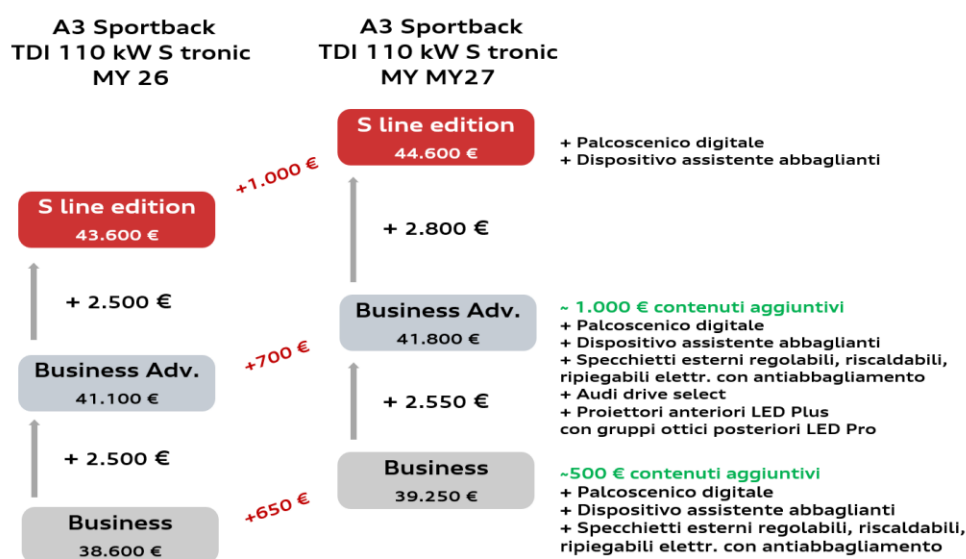 A3 Sportback
TDI 110 kW S tronic
MY 26
A3 Sportback
TDI 110 kW S tronic
MY MY27
S line edition
44.600 €
+ Palcoscenico digitale
+ Dispositivo assistente abbaglianti
+1.000 €
S line edition
43.600 €
+ 2.800 €
+ 2.500 €
Business Adv.
41.800 €
~ 1.000 € contenuti aggiuntivi
+ Palcoscenico digitale
+ Dispositivo assistente abbaglianti
+ Specchietti esterni regolabili, riscaldabili,
ripiegabili elettr. con antiabbagliamento
+ Audi drive select
+ Proiettori anteriori LED Plus
con gruppi ottici posteriori LED Pro
+700 €
Business Adv.
41.100 €
+ 2.550 €
+ 2.500 €
Business
39.250 €
~500 € contenuti aggiuntivi
+ Palcoscenico digitale
+ Dispositivo assistente abbaglianti
+ Specchietti esterni regolabili, riscaldabili,
ripiegabili elettr. con antiabbagliamento
+650 €
Business
38.600 €